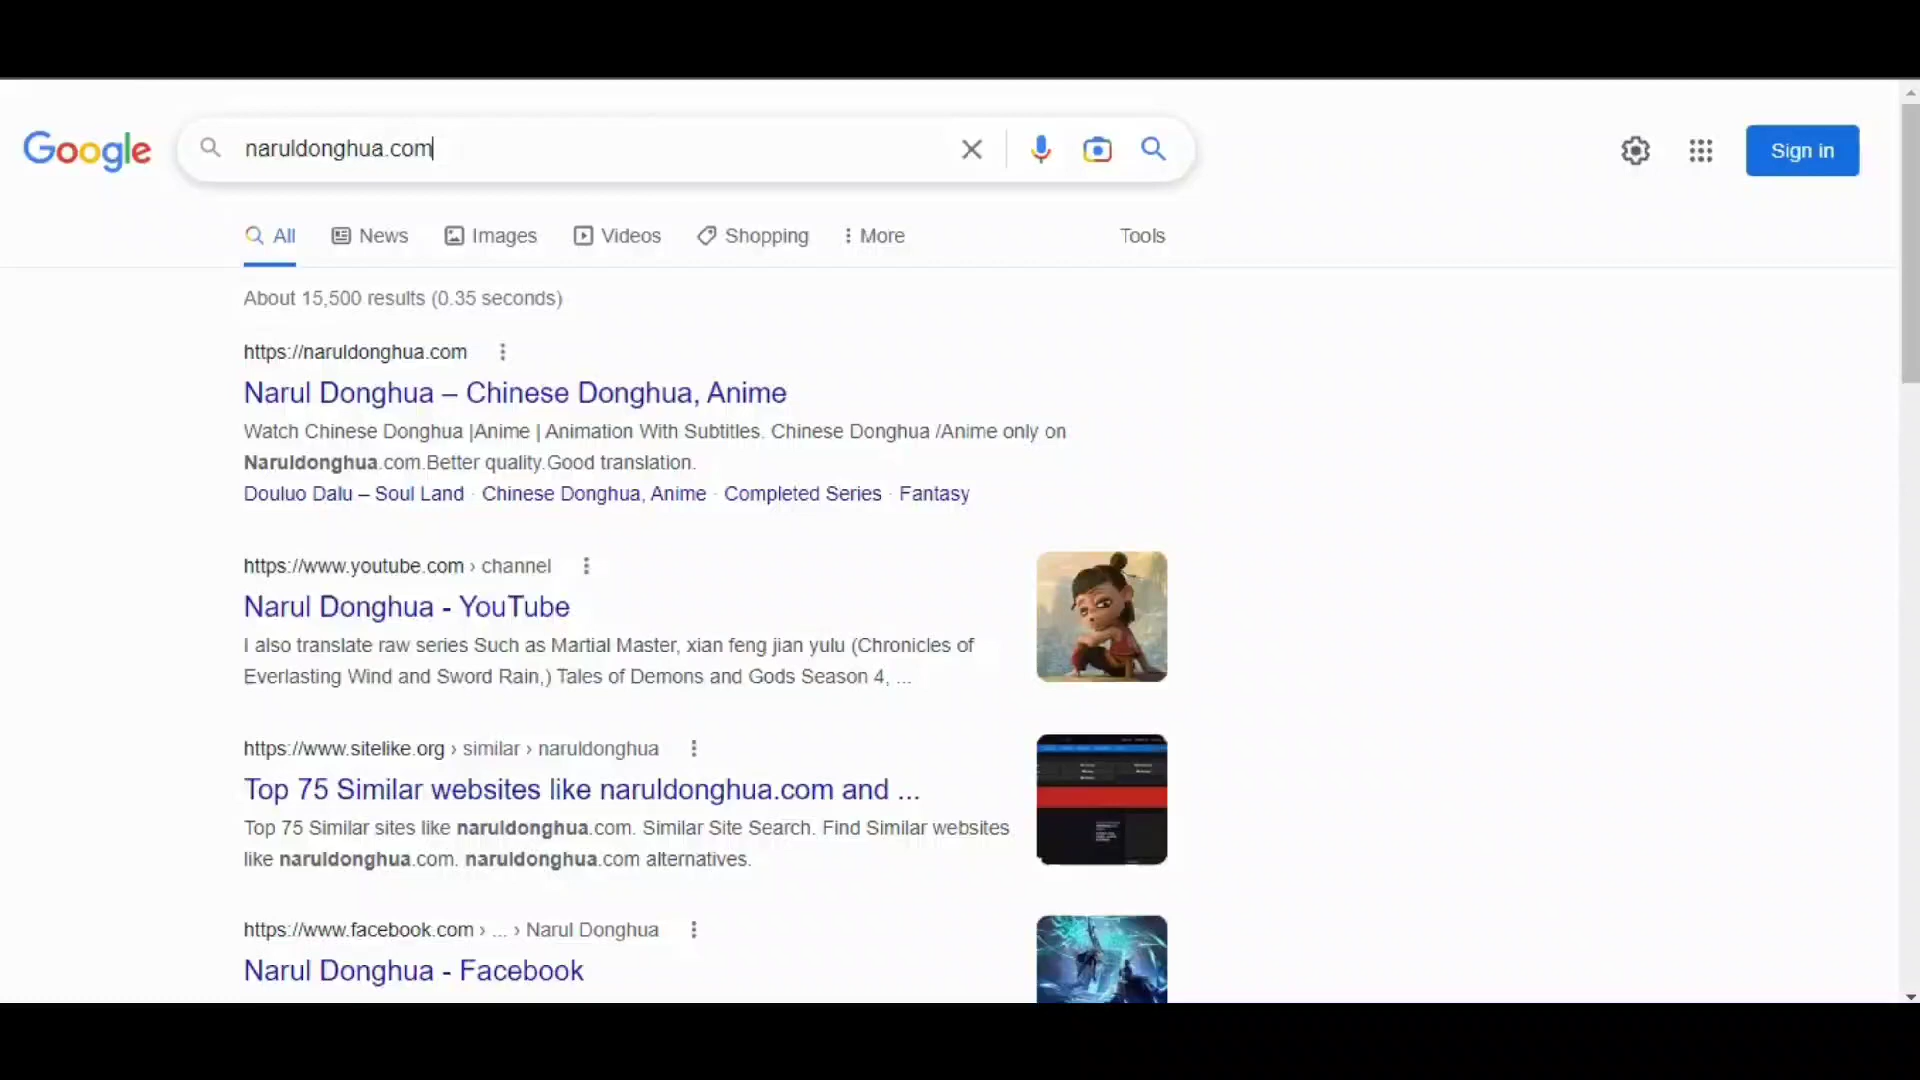 Google
naruldonghua.com
Sign in
All
News
Images
Videos
Shopping
More
Tools
About 15,500 results (0.35 seconds)
https://naruldonghua.com
Narul Donghua – Chinese Donghua, Anime
Watch Chinese Donghua |Anime | Animation With Subtitles. Chinese Donghua /Anime only on
Naruldonghua.com.Better quality.Good translation.
Douluo Dalu – Soul Land · Chinese Donghua, Anime · Completed Series · Fantasy
https://www.youtube.com › channel
Narul Donghua - YouTube
I also translate raw series Such as Martial Master, xian feng jian yulu (Chronicles of
Everlasting Wind and Sword Rain,) Tales of Demons and Gods Season 4, ...
https://www.sitelike.org › similar › naruldonghua
Top 75 Similar websites like naruldonghua.com and ...
Top 75 Similar sites like naruldonghua.com. Similar Site Search. Find Similar websites
like naruldonghua.com. naruldonghua.com alternatives.
https://www.facebook.com › ... › Narul Donghua
Narul Donghua - Facebook